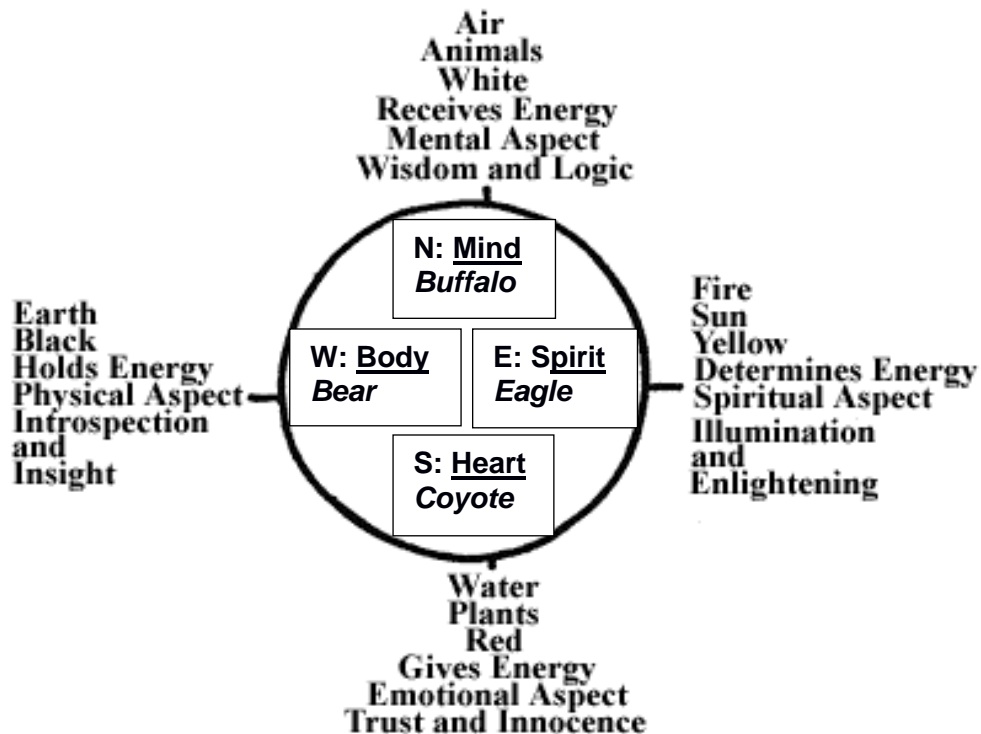 Air
Animals
White
Receives Energy
Mental Aspect
Wisdom and Logic
N: Mind
Buffalo
Earth
Black
Holds Energy
Physical Aspect
Introspection
and
Insight
W: Body
Bear
E: Spirit
Eagle
Fire
Sun
Yellow
Determines Energy
Spiritual Aspect
Illumination
and
Enlightening
S: Heart
Coyote
Water
Plants
Red
Gives Energy
Emotional Aspect
Trust and Innocence